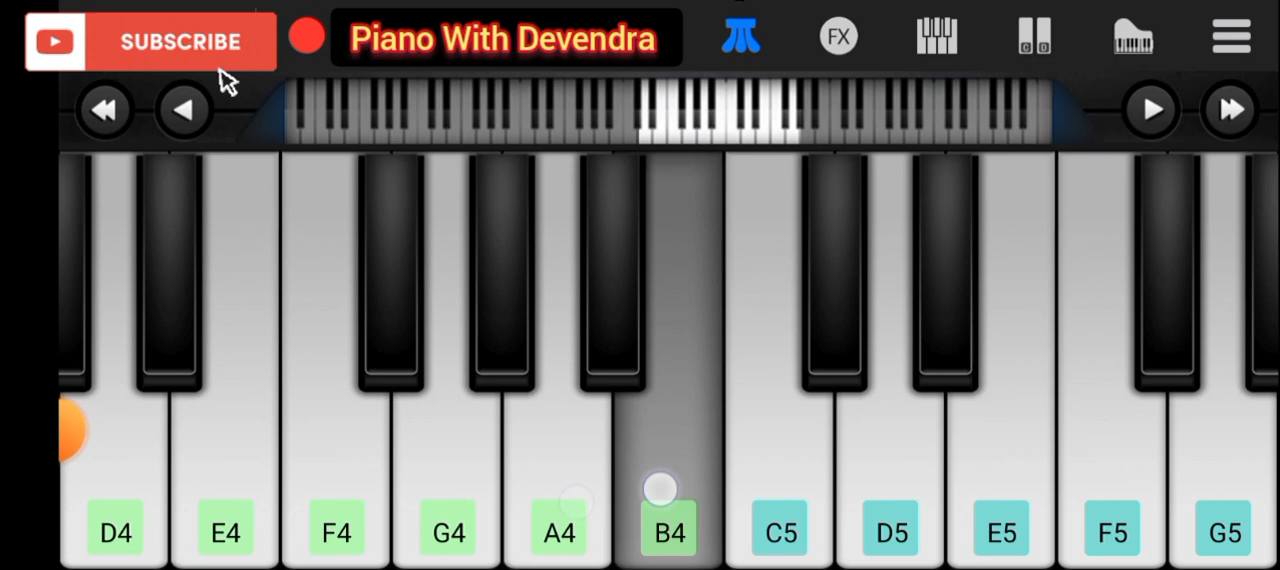 SUBSCRIBE
Piano With Devendra
FX
C D
D4 E4 F4 G4 A4 B4 C5 D5 E5 F5 G5